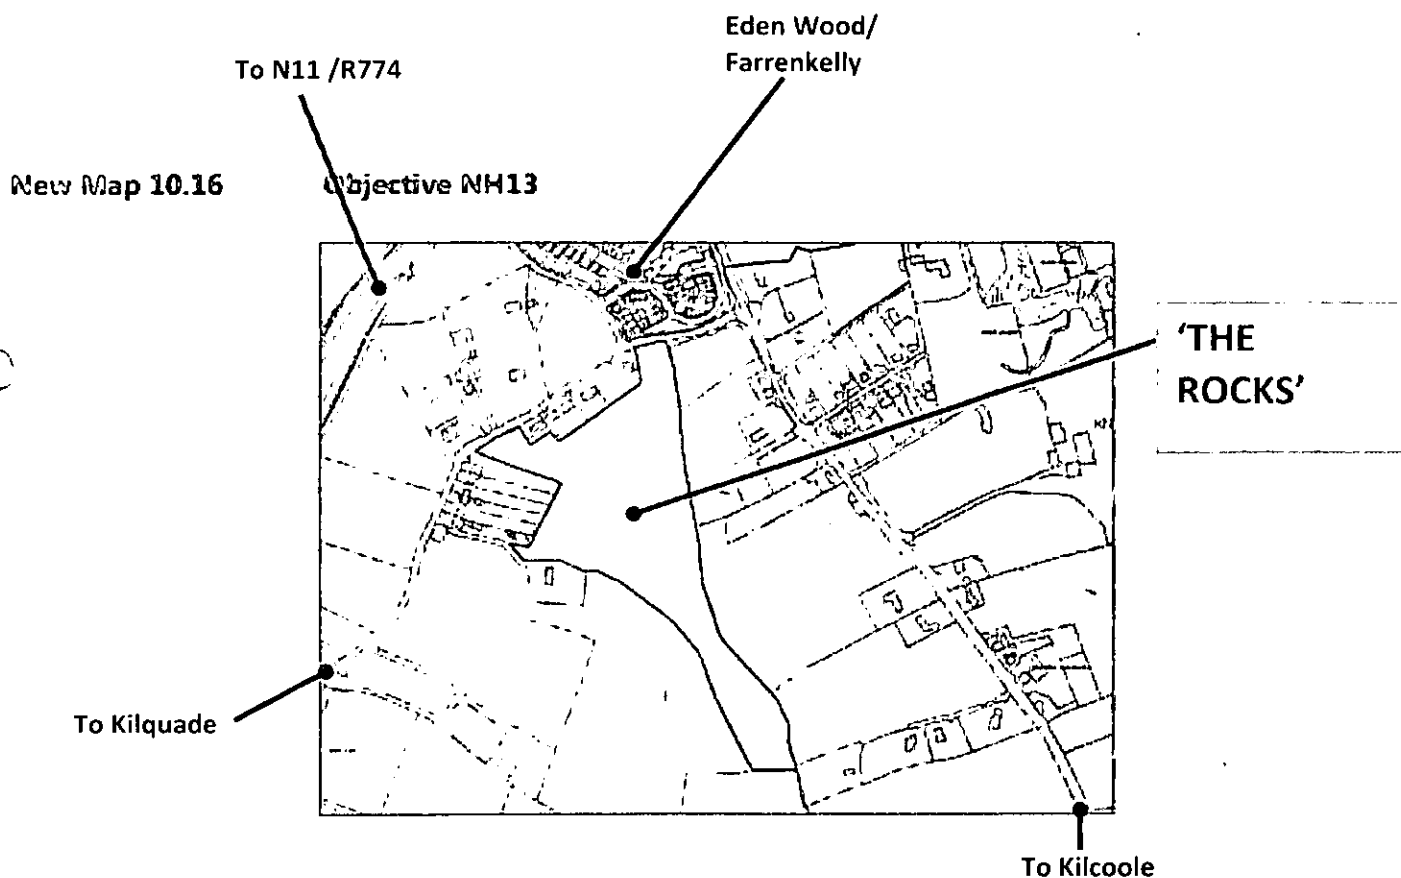 Eden Wood/
Farrenkelly
To N11 /R774
New Map 10.16 Objective NH13
'THE
ROCKS'
To Kilquade
To Kilcoole